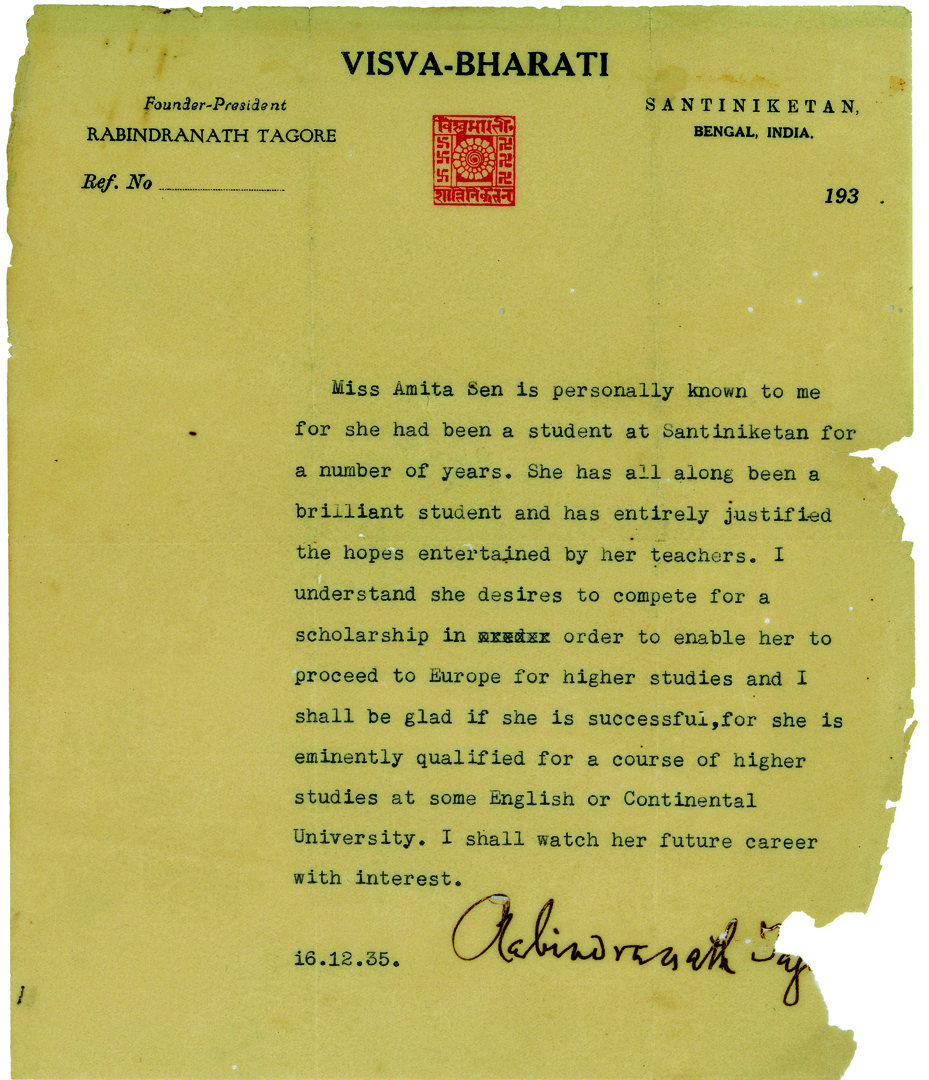 VISVA-BHARATI
Founder-President
RABINDRANATH TAGORE
SANTINIKETAN,
BENGAL, INDIA.
विश्वभारती
शान्तिनिकेतन
Ref. No
193 .
Miss Amita Sen is personally known to me
for she had been a student at Santiniketan for
a number of years. She has all along been a
brilliant student and has entirely justified
the hopes entertained by her teachers. I
understand she desires to compete for a
scholarship in order to enable her to
proceed to Europe for higher studies and I
shall be glad if she is successful,for she is
eminently qualified for a course of higher
studies at some English or Continental
University. I shall watch her future career
with interest.
Rabindranath Tag
16.12.35.